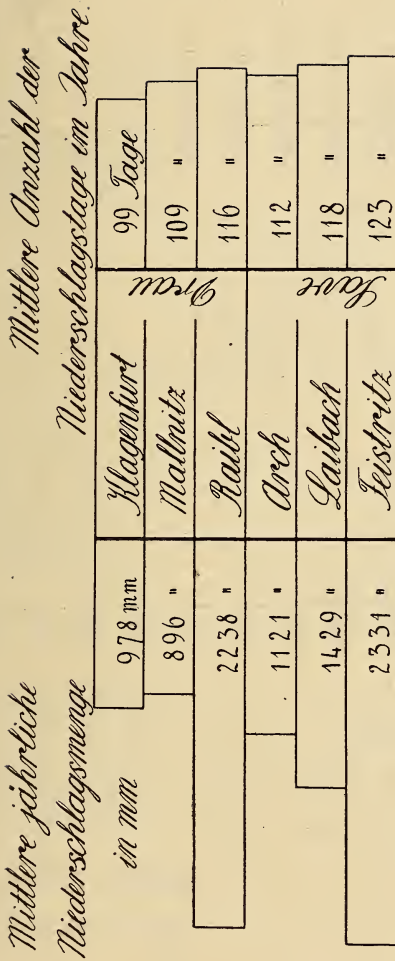 Mittlere jährliche
Niederschlagsmenge
in mm
Mittlere Anzahl der
Niederschlagstage im Jahre.
978 mm Klagenfurt 99 Tage
896 " Mallnitz 109 "
2238 " Raibl 116 "
Drau
1121 " Arch 112 "
1429 " Laibach 118 "
2331 " Feistritz 123 "
Save